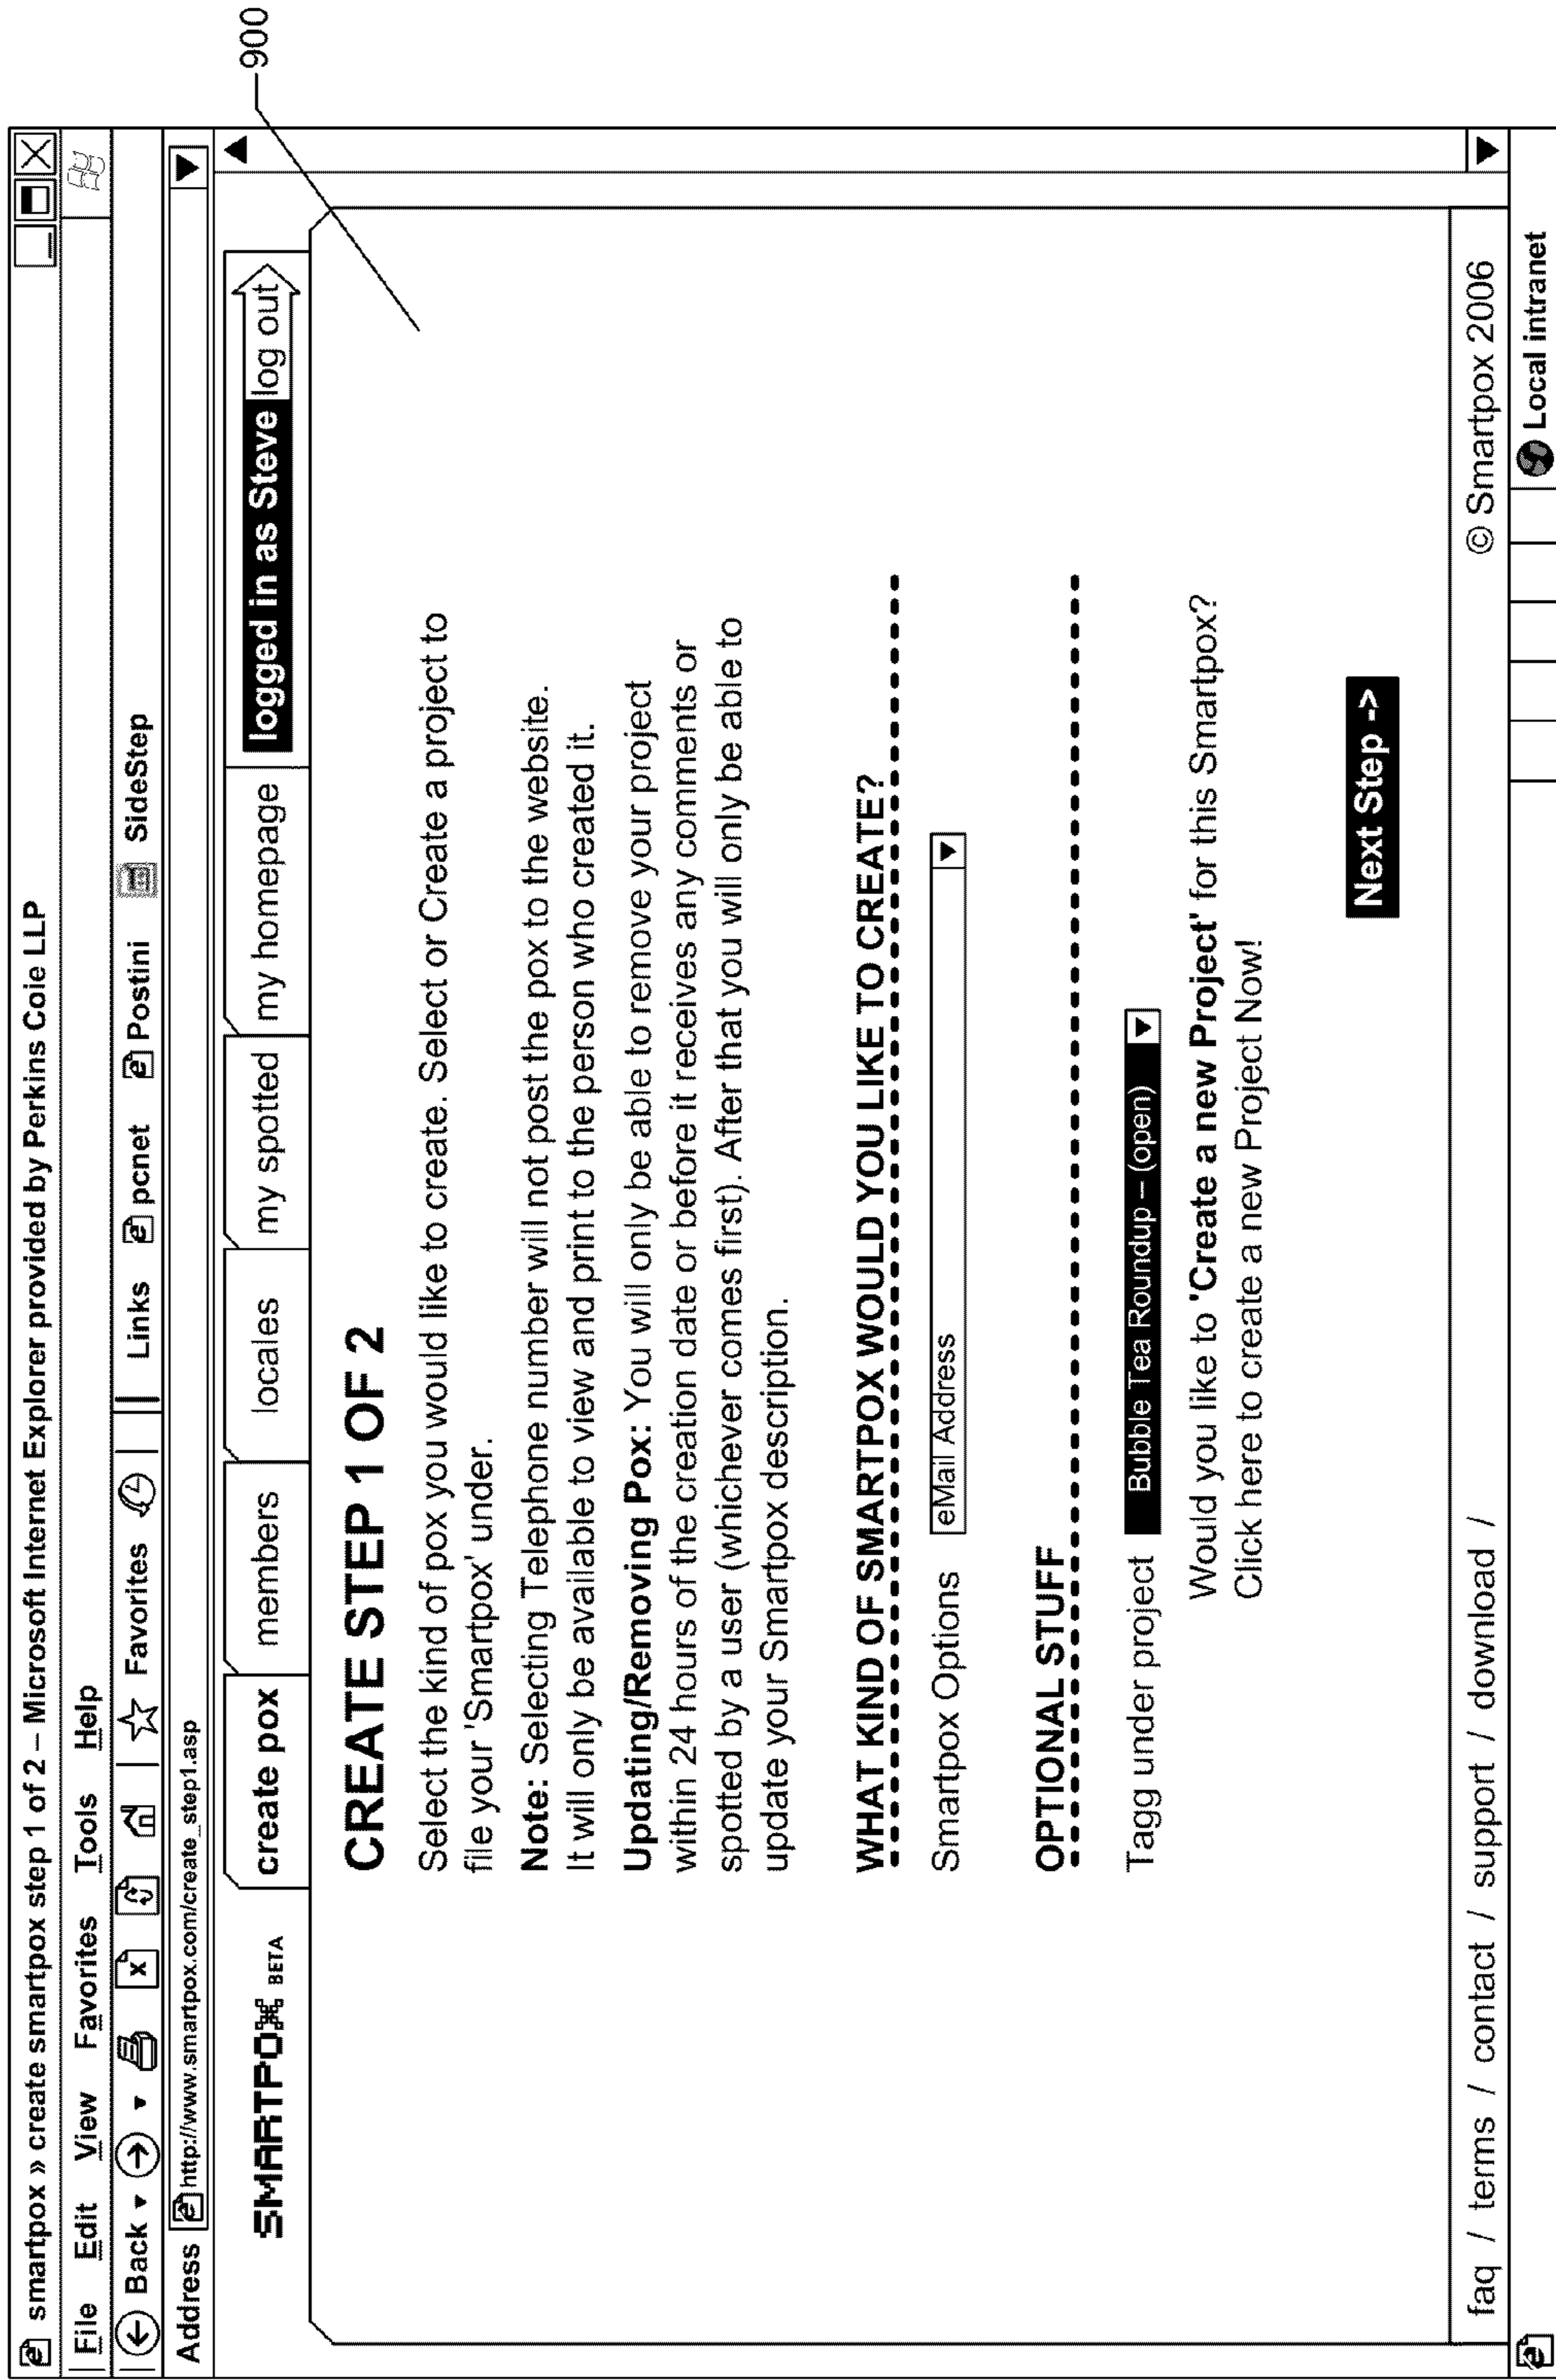 smartpox » create smartpox step 1 of 2 – Microsoft Internet Explorer provided by Perkins Coie LLP
File Edit View Favorites Tools Help
Back Favorites Links pcnet Postini SideStep
Address http://www.smartpox.com/create_step1.asp
SMARTPOX BETA create pox members locales my spotted my homepage logged in as Steve log out
900
CREATE STEP 1 OF 2
Select the kind of pox you would like to create. Select or Create a project to
file your 'Smartpox' under.
Note: Selecting Telephone number will not post the pox to the website.
It will only be available to view and print to the person who created it.
Updating/Removing Pox: You will only be able to remove your project
within 24 hours of the creation date or before it receives any comments or
spotted by a user (whichever comes first). After that you will only be able to
update your Smartpox description.
WHAT KIND OF SMARTPOX WOULD YOU LIKE TO CREATE?
Smartpox Options eMail Address
OPTIONAL STUFF
Tagg under project Bubble Tea Roundup – (open)
Would you like to 'Create a new Project' for this Smartpox?
Click here to create a new Project Now!
Next Step ->
faq / terms / contact / support / download / © Smartpox 2006
Local intranet